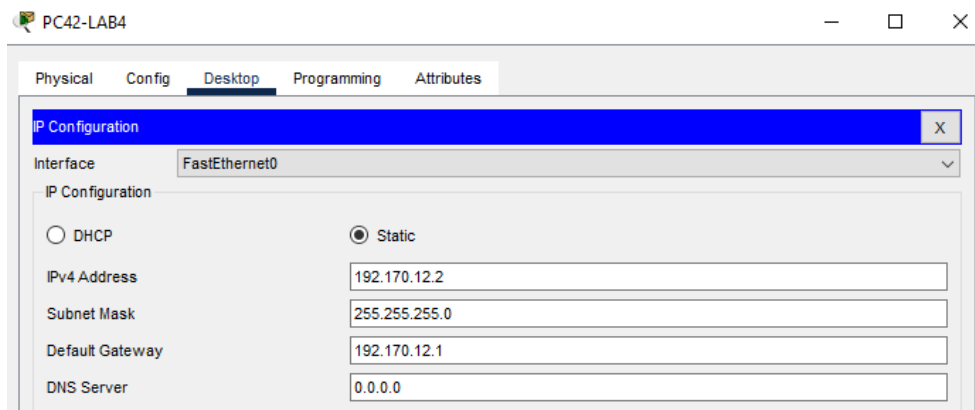 PC42-LAB4
Physical Config Desktop Programming Attributes
IP Configuration X
Interface FastEthernet0
IP Configuration
DHCP Static
IPv4 Address 192.170.12.2
Subnet Mask 255.255.255.0
Default Gateway 192.170.12.1
DNS Server 0.0.0.0